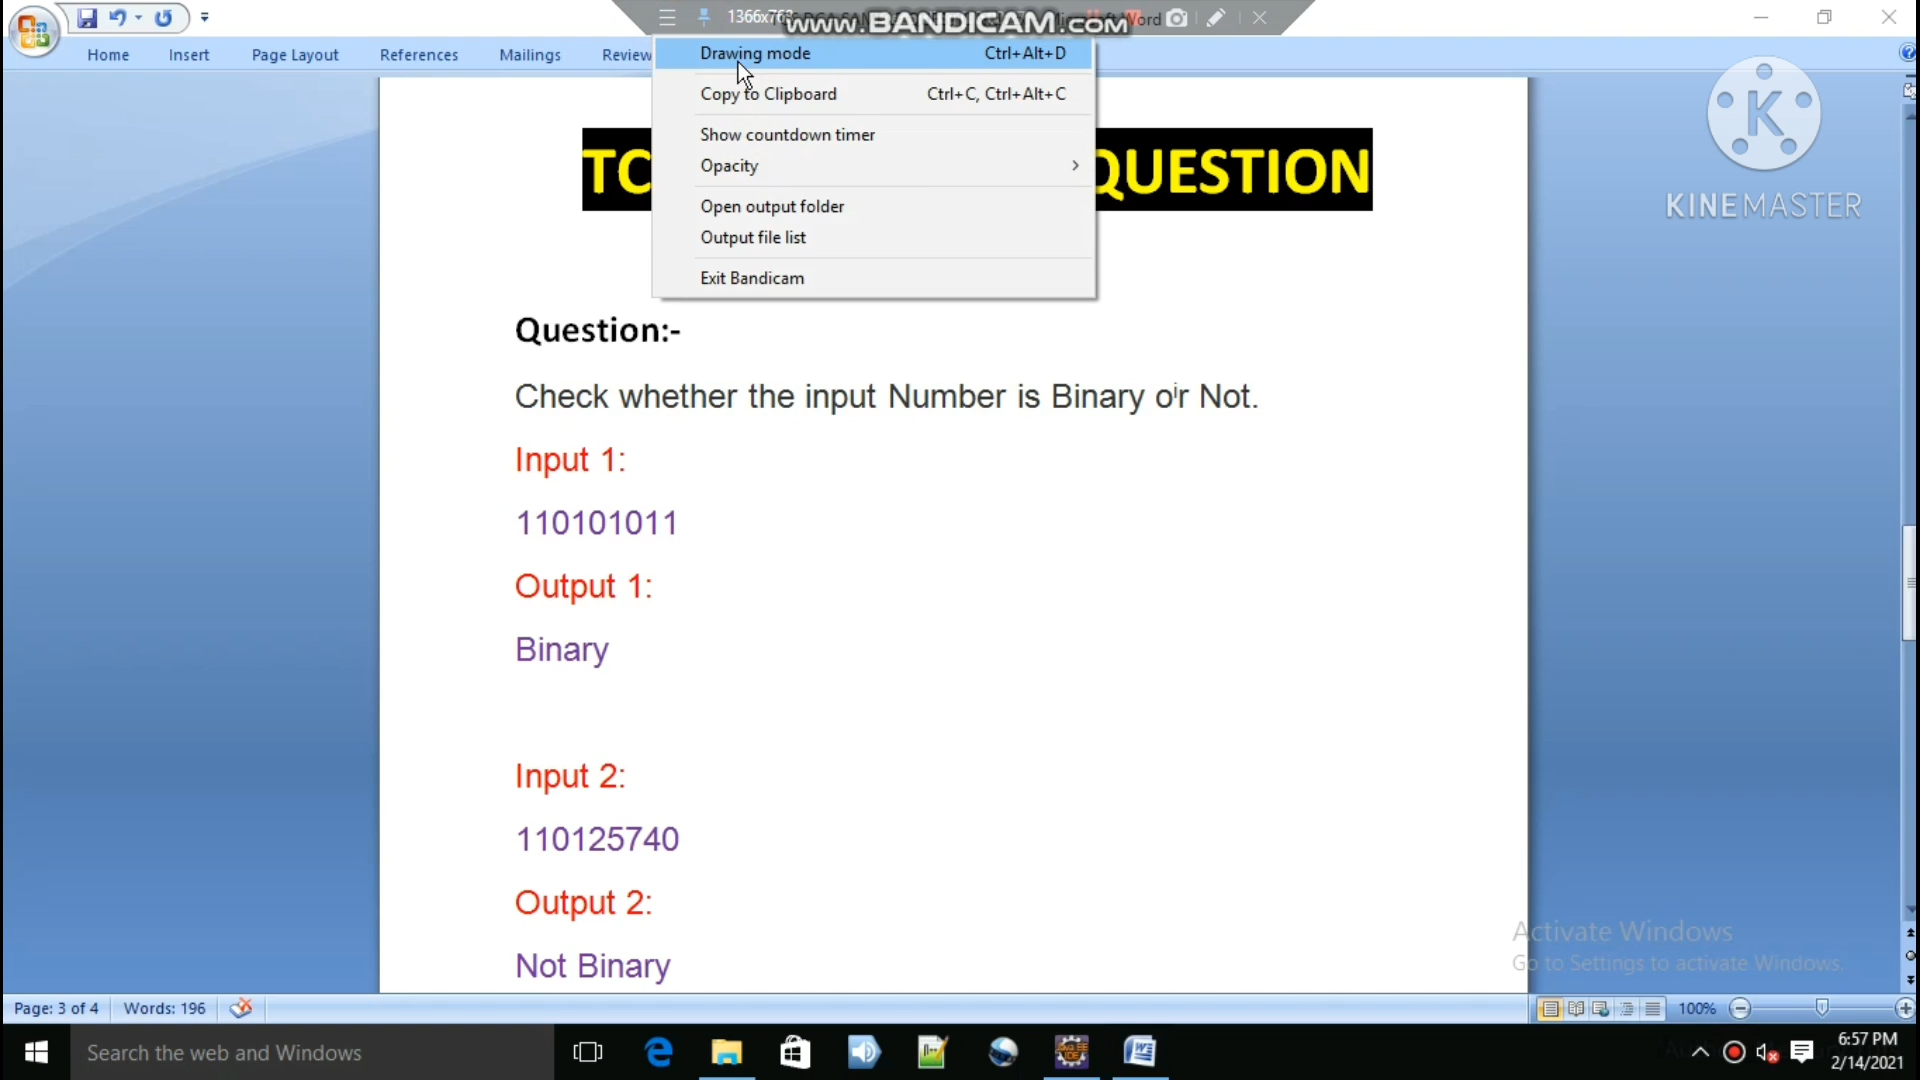 1366x768
www.BANDICAM.com
Word
Home Insert Page Layout References Mailings Review
Drawing mode Ctrl+Alt+D
Copy to Clipboard Ctrl+C, Ctrl+Alt+C
Show countdown timer
Opacity
Open output folder
Output file list
Exit Bandicam
K
KINEMASTER
TC QUESTION
Question:-
Check whether the input Number is Binary or Not.
Input 1:
110101011
Output 1:
Binary
Input 2:
110125740
Output 2:
Not Binary
Activate Windows
Go to Settings to activate Windows.
Page: 3 of 4 Words: 196 100%
Search the web and Windows
6:57 PM
2/14/2021